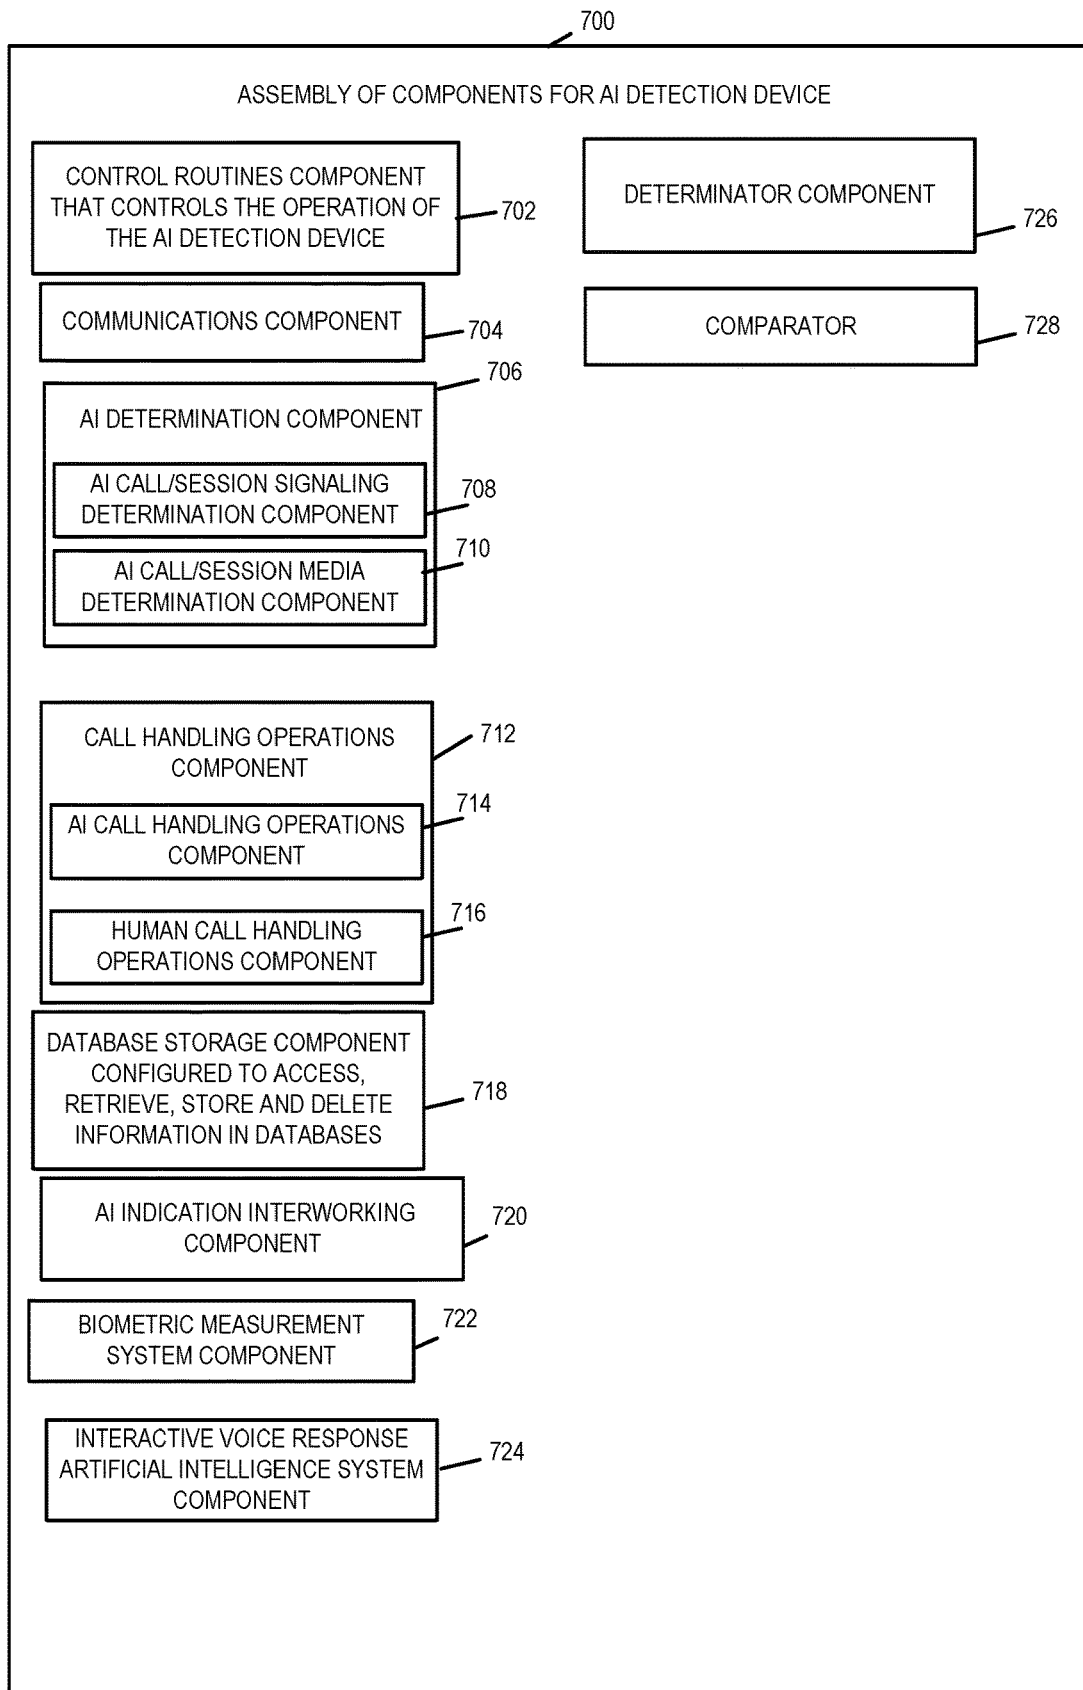 700
ASSEMBLY OF COMPONENTS FOR AI DETECTION DEVICE
CONTROL ROUTINES COMPONENT
THAT CONTROLS THE OPERATION OF
THE AI DETECTION DEVICE
702
COMMUNICATIONS COMPONENT
704
706
AI DETERMINATION COMPONENT
AI CALL/SESSION SIGNALING
DETERMINATION COMPONENT
708
710
AI CALL/SESSION MEDIA
DETERMINATION COMPONENT
CALL HANDLING OPERATIONS
COMPONENT
712
714
AI CALL HANDLING OPERATIONS
COMPONENT
716
HUMAN CALL HANDLING
OPERATIONS COMPONENT
DATABASE STORAGE COMPONENT
CONFIGURED TO ACCESS,
RETRIEVE, STORE AND DELETE
INFORMATION IN DATABASES
718
AI INDICATION INTERWORKING
COMPONENT
720
BIOMETRIC MEASUREMENT
SYSTEM COMPONENT
722
INTERACTIVE VOICE RESPONSE
ARTIFICIAL INTELLIGENCE SYSTEM
COMPONENT
724
DETERMINATOR COMPONENT
726
COMPARATOR
728